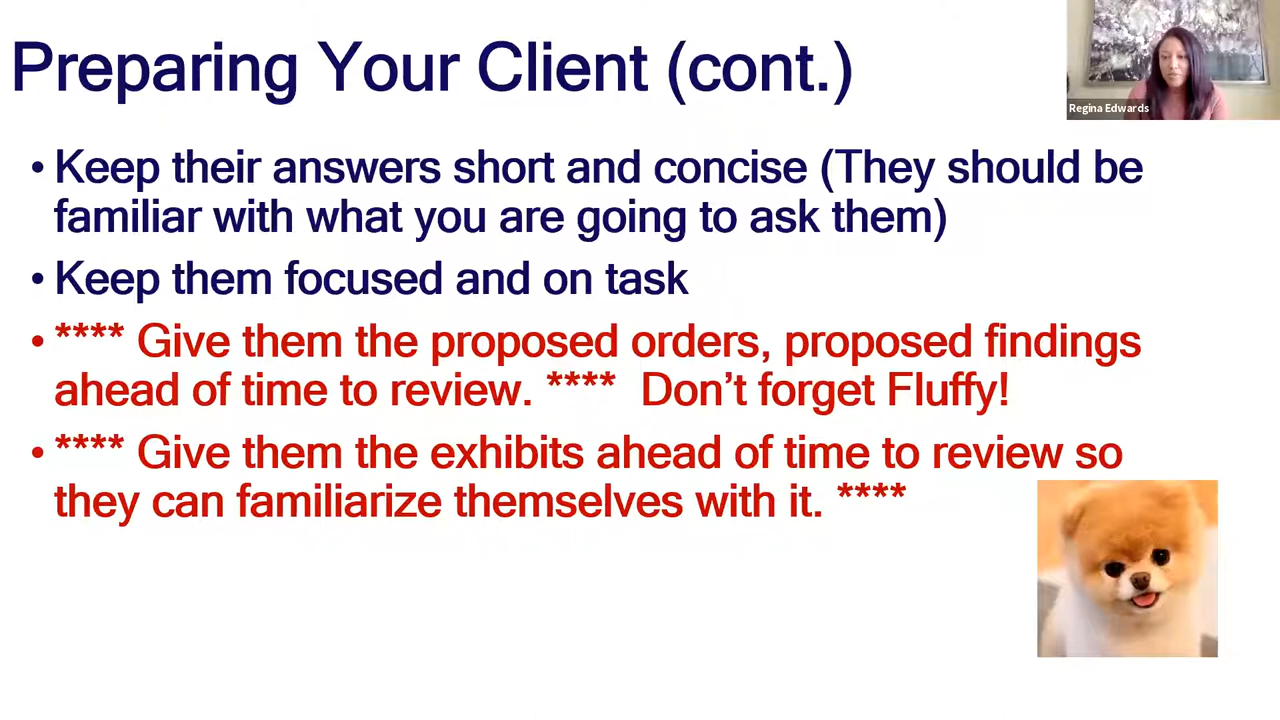 Preparing Your Client (cont.)
Regina Edwards
• Keep their answers short and concise (They should be
familiar with what you are going to ask them)
• Keep them focused and on task
• **** Give them the proposed orders, proposed findings
ahead of time to review. **** Don’t forget Fluffy!
• **** Give them the exhibits ahead of time to review so
they can familiarize themselves with it. ****